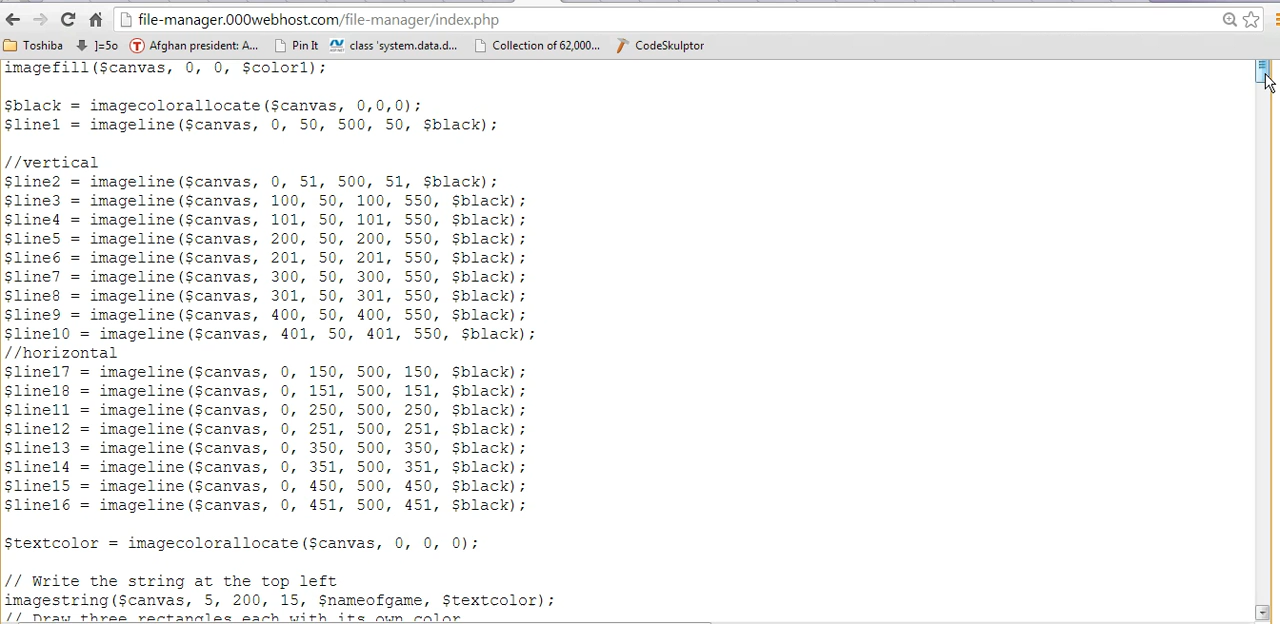 file-manager.000webhost.com/file-manager/index.php
Toshiba ]=5o Afghan president: A... Pin It class 'system.data.d... Collection of 62,000... CodeSkulptor
imagefill($canvas, 0, 0, $color1);
$black = imagecolorallocate($canvas, 0,0,0);
$line1 = imageline($canvas, 0, 50, 500, 50, $black);
//vertical
$line2 = imageline($canvas, 0, 51, 500, 51, $black);
$line3 = imageline($canvas, 100, 50, 100, 550, $black);
$line4 = imageline($canvas, 101, 50, 101, 550, $black);
$line5 = imageline($canvas, 200, 50, 200, 550, $black);
$line6 = imageline($canvas, 201, 50, 201, 550, $black);
$line7 = imageline($canvas, 300, 50, 300, 550, $black);
$line8 = imageline($canvas, 301, 50, 301, 550, $black);
$line9 = imageline($canvas, 400, 50, 400, 550, $black);
$line10 = imageline($canvas, 401, 50, 401, 550, $black);
//horizontal
$line17 = imageline($canvas, 0, 150, 500, 150, $black);
$line18 = imageline($canvas, 0, 151, 500, 151, $black);
$line11 = imageline($canvas, 0, 250, 500, 250, $black);
$line12 = imageline($canvas, 0, 251, 500, 251, $black);
$line13 = imageline($canvas, 0, 350, 500, 350, $black);
$line14 = imageline($canvas, 0, 351, 500, 351, $black);
$line15 = imageline($canvas, 0, 450, 500, 450, $black);
$line16 = imageline($canvas, 0, 451, 500, 451, $black);
$textcolor = imagecolorallocate($canvas, 0, 0, 0);
// Write the string at the top left
imagestring($canvas, 5, 200, 15, $nameofgame, $textcolor);
// Draw three rectangles each with its own color